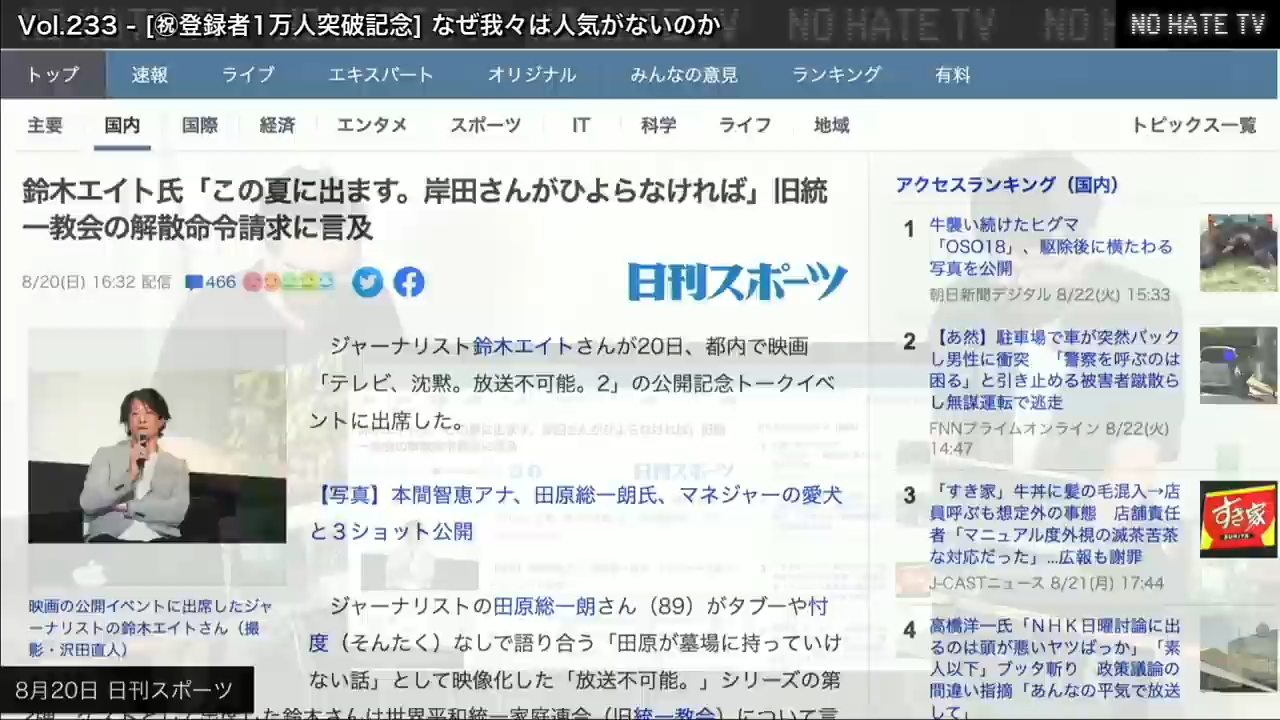 Vol.233 - [㊗登録者1万人突破記念] なぜ我々は人気がないのか
NO HATE TV
トップ 速報 ライブ エキスパート オリジナル みんなの意見 ランキング 有料
主要 国内 国際 経済 エンタメ スポーツ IT 科学 ライフ 地域 トピックス一覧
鈴木エイト氏「この夏に出ます。岸田さんがひよらなければ」旧統
一教会の解散命令請求に言及
8/20(日) 16:32 配信 466
日刊スポーツ
ジャーナリスト鈴木エイトさんが20日、都内で映画
「テレビ、沈黙。放送不可能。2」の公開記念トークイベ
ントに出席した。
【写真】本間智恵アナ、田原総一朗氏、マネジャーの愛犬
と3ショット公開
ジャーナリストの田原総一朗さん（89）がタブーや忖
度（そんたく）なしで語り合う「田原が墓場に持っていけ
ない話」として映像化した「放送不可能。」シリーズの第
映画の公開イベントに出席したジャ
ーナリストの鈴木エイトさん（撮
影・沢田直人）
8月20日 日刊スポーツ
アクセスランキング（国内）
1
牛襲い続けたヒグマ
「OSO18」、駆除後に横たわる
写真を公開
朝日新聞デジタル 8/22(火) 15:33
2
【あ然】駐車場で車が突然バック
し男性に衝突 「警察を呼ぶのは
困る」と引き止める被害者蹴散ら
し無謀運転で逃走
FNNプライムオンライン 8/22(火)
14:47
3
「すき家」牛丼に髪の毛混入→店
員呼ぶも想定外の事態 店舗責任
者「マニュアル度外視の滅茶苦茶
な対応だった」...広報も謝罪
J-CASTニュース 8/21(月) 17:44
すき家
SUKIYA
4
高橋洋一氏「ＮＨＫ日曜討論に出
るのは頭が悪いヤツばっか」「素
人以下」ブッタ斬り 政策議論の
間違い指摘「あんなの平気で放送
して」